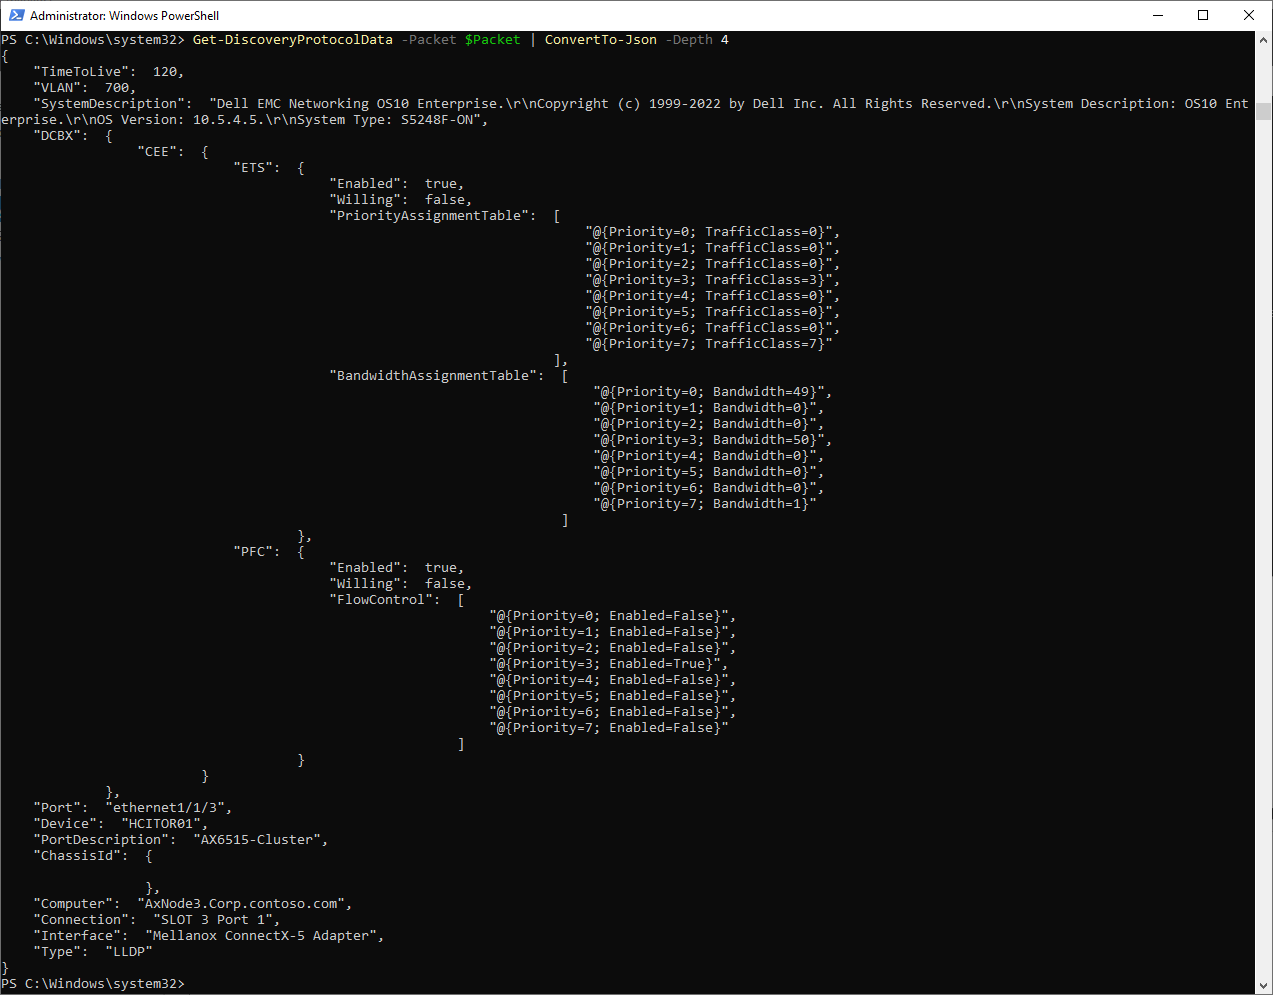 Administrator: Windows PowerShell
PS C:\Windows\system32> Get-DiscoveryProtocolData -Packet $Packet | ConvertTo-Json -Depth 4
{
    "TimeToLive":  120,
    "VLAN":  700,
    "SystemDescription":  "Dell EMC Networking OS10 Enterprise.\r\nCopyright (c) 1999-2022 by Dell Inc. All Rights Reserved.\r\nSystem Description: OS10 Ent
erprise.\r\nOS Version: 10.5.4.5.\r\nSystem Type: S5248F-ON",
    "DCBX":  {
                 "CEE":  {
                             "ETS":  {
                                         "Enabled":  true,
                                         "Willing":  false,
                                         "PriorityAssignmentTable":  [
                                                                         "@{Priority=0; TrafficClass=0}",
                                                                         "@{Priority=1; TrafficClass=0}",
                                                                         "@{Priority=2; TrafficClass=0}",
                                                                         "@{Priority=3; TrafficClass=3}",
                                                                         "@{Priority=4; TrafficClass=0}",
                                                                         "@{Priority=5; TrafficClass=0}",
                                                                         "@{Priority=6; TrafficClass=0}",
                                                                         "@{Priority=7; TrafficClass=7}"
                                                                     ],
                                         "BandwidthAssignmentTable":  [
                                                                          "@{Priority=0; Bandwidth=49}",
                                                                          "@{Priority=1; Bandwidth=0}",
                                                                          "@{Priority=2; Bandwidth=0}",
                                                                          "@{Priority=3; Bandwidth=50}",
                                                                          "@{Priority=4; Bandwidth=0}",
                                                                          "@{Priority=5; Bandwidth=0}",
                                                                          "@{Priority=6; Bandwidth=0}",
                                                                          "@{Priority=7; Bandwidth=1}"
                                                                      ]
                                     },
                             "PFC":  {
                                         "Enabled":  true,
                                         "Willing":  false,
                                         "FlowControl":  [
                                                             "@{Priority=0; Enabled=False}",
                                                             "@{Priority=1; Enabled=False}",
                                                             "@{Priority=2; Enabled=False}",
                                                             "@{Priority=3; Enabled=True}",
                                                             "@{Priority=4; Enabled=False}",
                                                             "@{Priority=5; Enabled=False}",
                                                             "@{Priority=6; Enabled=False}",
                                                             "@{Priority=7; Enabled=False}"
                                                         ]
                                     }
                         }
             },
    "Port":  "ethernet1/1/3",
    "Device":  "HCITOR01",
    "PortDescription":  "AX6515-Cluster",
    "ChassisId":  {
                  },
    "Computer":  "AxNode3.Corp.contoso.com",
    "Connection":  "SLOT 3 Port 1",
    "Interface":  "Mellanox ConnectX-5 Adapter",
    "Type":  "LLDP"
}
PS C:\Windows\system32>